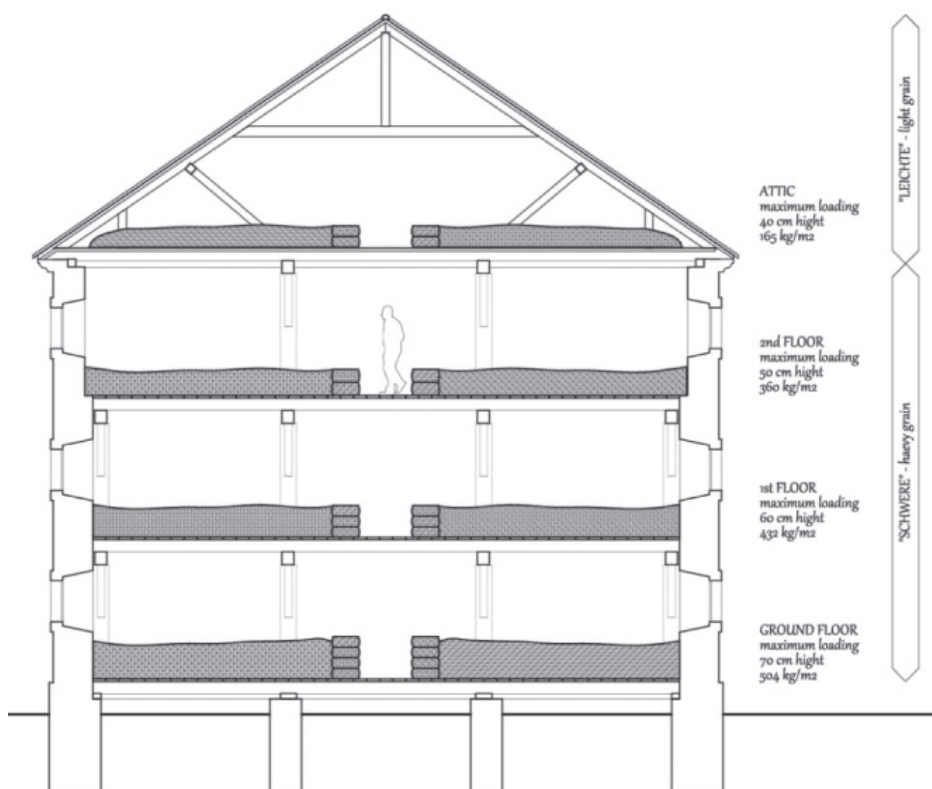 ATTIC
maximum loading
40 cm hight
165 kg/m2
"LEICHTE" - light grain
2nd FLOOR
maximum loading
50 cm hight
360 kg/m2
1st FLOOR
maximum loading
60 cm hight
432 kg/m2
"SCHWERE" - haevy grain
GROUND FLOOR
maximum loading
70 cm hight
504 kg/m2